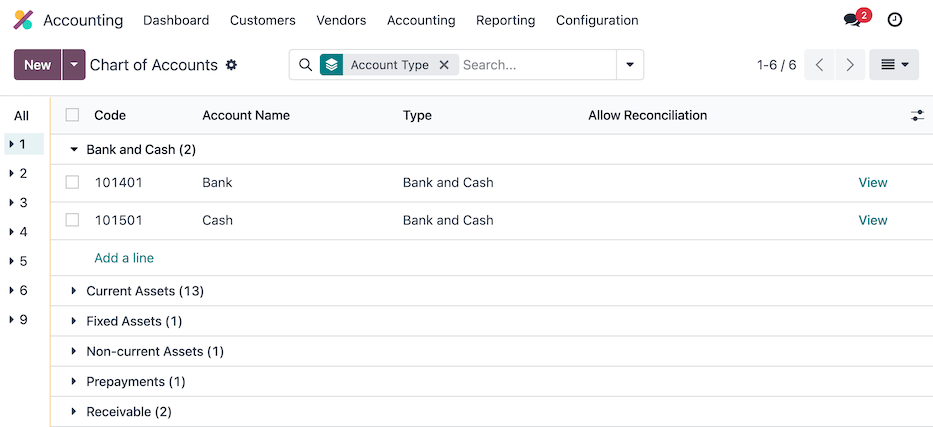 Accounting Dashboard Customers Vendors Accounting Reporting Configuration 2
New Chart of Accounts Account Type Search... 1-6 / 6
All Code Account Name Type Allow Reconciliation
1
Bank and Cash (2)
2
101401 Bank Bank and Cash View
3
101501 Cash Bank and Cash View
4
5
Add a line
6
Current Assets (13)
9
Fixed Assets (1)
Non-current Assets (1)
Prepayments (1)
Receivable (2)